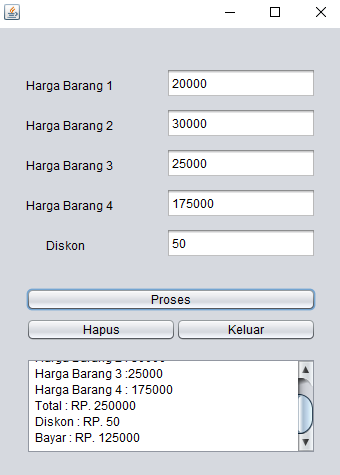 Harga Barang 1 20000
Harga Barang 2 30000
Harga Barang 3 25000
Harga Barang 4 175000
Diskon 50
Proses
Hapus Keluar
Harga Barang 3 :25000
Harga Barang 4 : 175000
Total : RP. 250000
Diskon : RP. 50
Bayar : RP. 125000